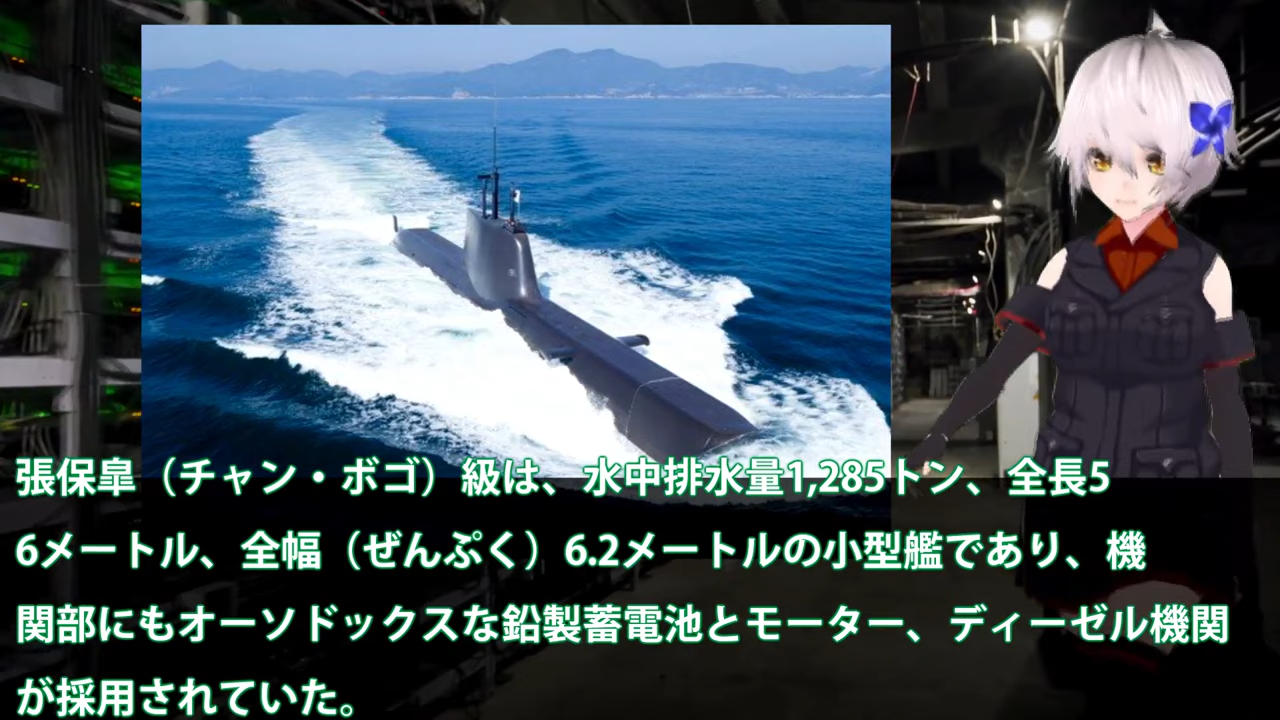 張保皐（チャン・ボゴ）級は、水中排水量1,285トン、全長5
6メートル、全幅（ぜんぷく）6.2メートルの小型艦であり、機
関部にもオーソドックスな鉛製蓄電池とモーター、ディーゼル機関
が採用されていた。